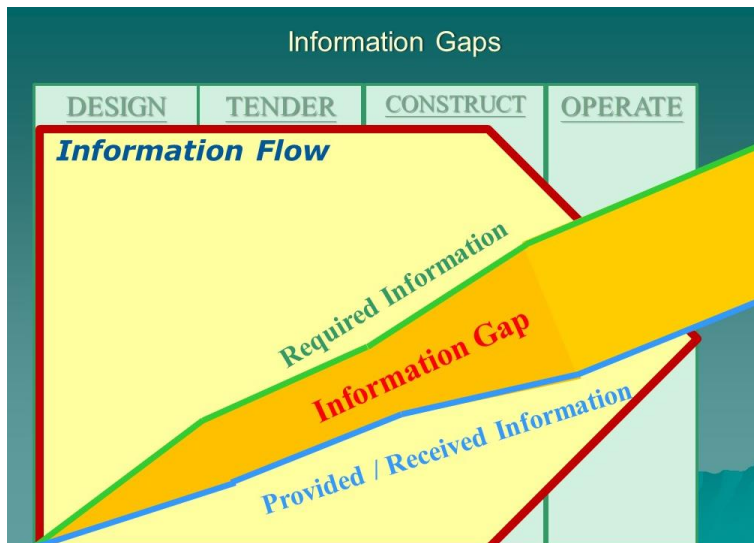 Information Gaps
DESIGN TENDER CONSTRUCT OPERATE
Information Flow
Required Information
Information Gap
Provided / Received Information